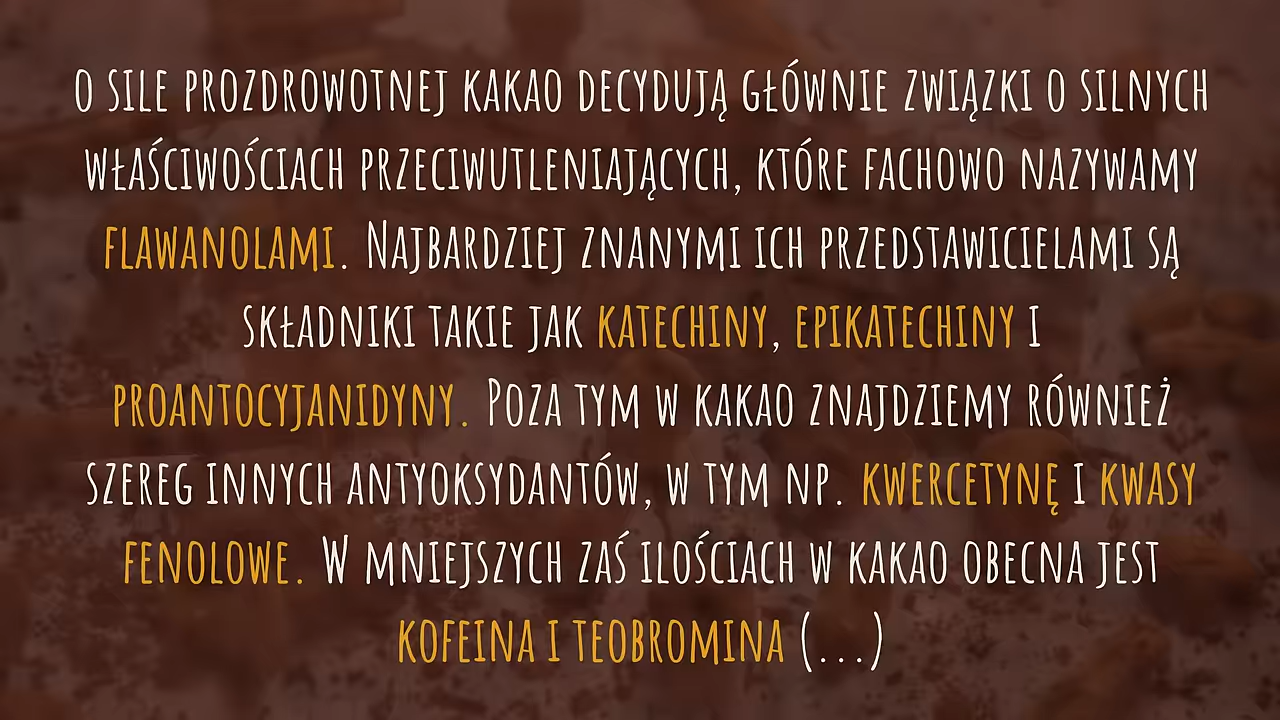 O SILE PROZDROWOTNEJ KAKAO DECYDUJĄ GŁÓWNIE ZWIĄZKI O SILNYCH
WŁAŚCIWOŚCIACH PRZECIWUTLENIAJĄCYCH, KTÓRE FACHOWO NAZYWAMY
FLAWANOLAMI. NAJBARDZIEJ ZNANYMI ICH PRZEDSTAWICIELAMI SĄ
SKŁADNIKI TAKIE JAK KATECHINY, EPIKATECHINY I
PROANTOCYJANIDYNY. POZA TYM W KAKAO ZNAJDZIEMY RÓWNIEŻ
SZEREG INNYCH ANTYOKSYDANTÓW, W TYM NP. KWERCETYNĘ I KWASY
FENOLOWE. W MNIEJSZYCH ZAŚ ILOŚCIACH W KAKAO OBECNA JEST
KOFEINA I TEOBROMINA (...)